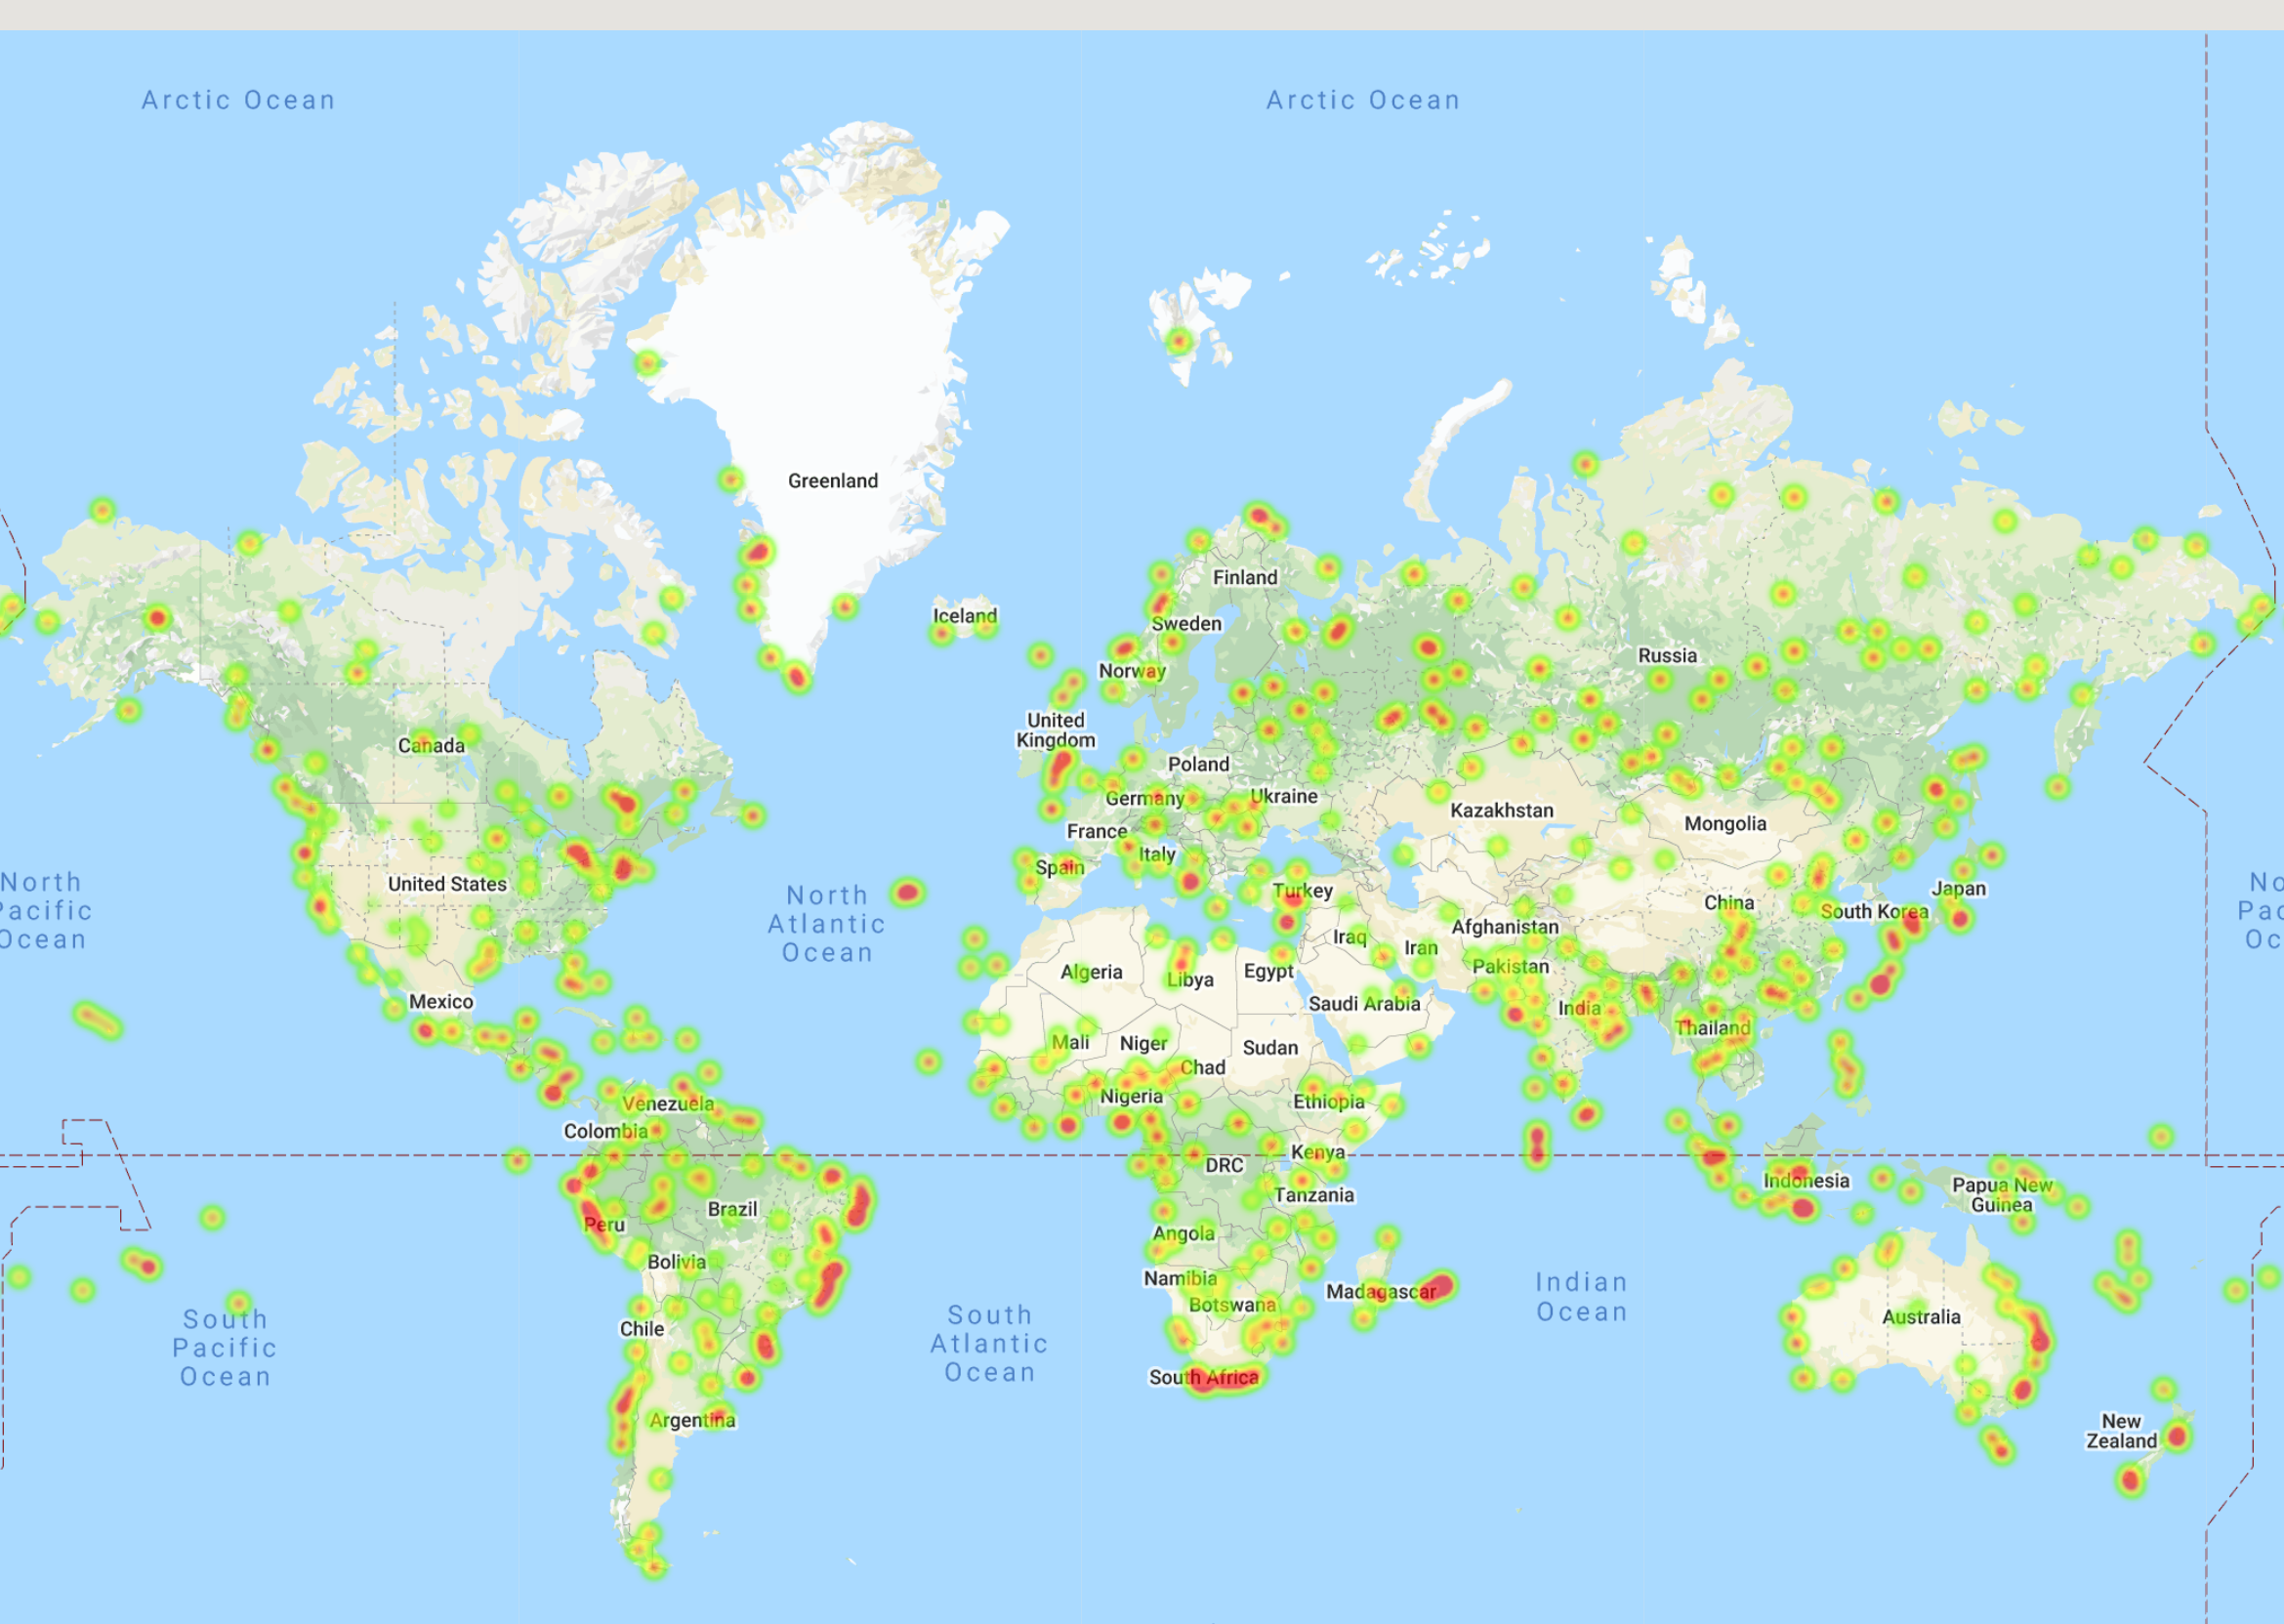 Arctic Ocean
Arctic Ocean
Greenland
Iceland
Finland
Sweden
Norway
Russia
United
Kingdom
Canada
Poland
Germany
Ukraine
Kazakhstan
France
Mongolia
Italy
Spain
United States
North
Pacific
Ocean
North
Atlantic
Ocean
Turkey
Japan
China
South Korea
Afghanistan
Iraq
Iran
Pakistan
Algeria
Libya
Egypt
Saudi Arabia
India
Mexico
Thailand
Mali
Niger
Sudan
Chad
Nigeria
Ethiopia
Venezuela
Colombia
Kenya
DRC
Tanzania
Indonesia
Papua New
Guinea
Brazil
Peru
Angola
Bolivia
Namibia
Madagascar
Botswana
Indian
Ocean
Chile
Australia
South
Pacific
Ocean
South
Atlantic
Ocean
South Africa
Argentina
New
Zealand
No
Pac
Oc